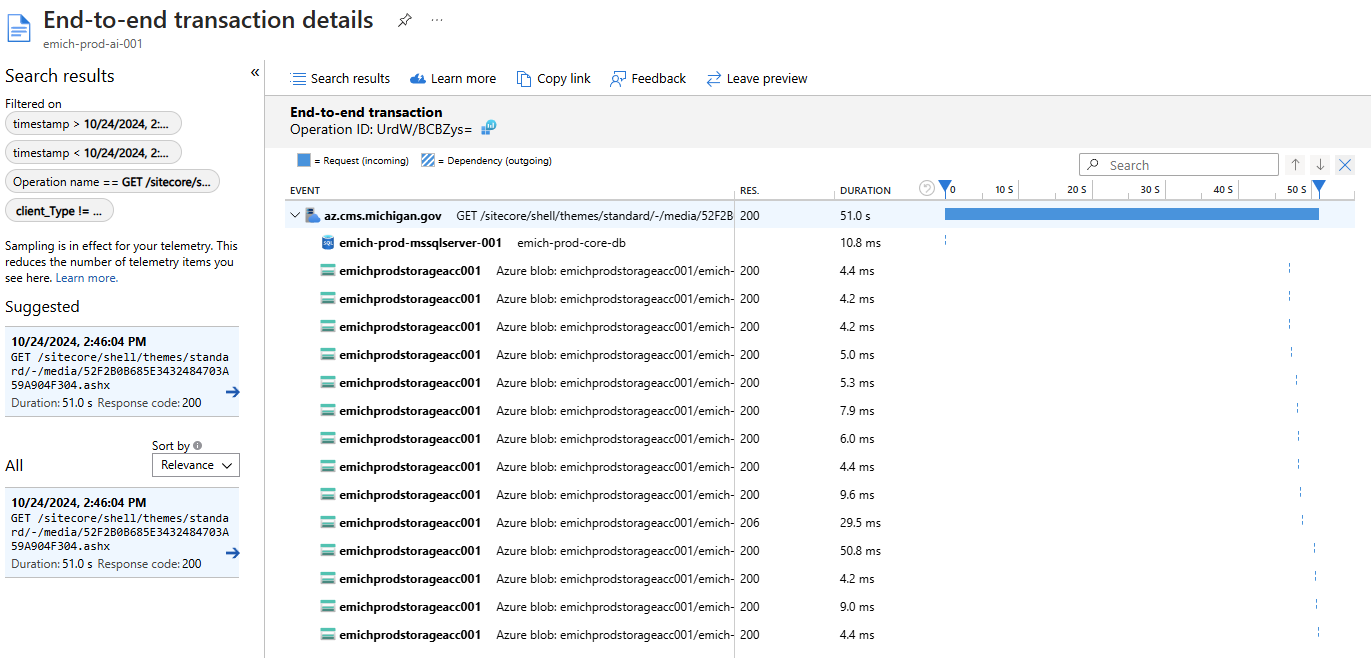 End-to-end transaction details
emich-prod-ai-001
Search results
Filtered on
timestamp > 10/24/2024, 2:...
timestamp < 10/24/2024, 2:...
Operation name == GET /sitecore/s...
client_Type != ...
Sampling is in effect for your telemetry. This
reduces the number of telemetry items you
see here. Learn more.
Suggested
10/24/2024, 2:46:04 PM
GET /sitecore/shell/themes/standa
rd/-/media/52F2B0B685E3432484703A
59A904F304.ashx
Duration: 51.0 s Response code: 200
Sort by
All
Relevance
10/24/2024, 2:46:04 PM
GET /sitecore/shell/themes/standa
rd/-/media/52F2B0B685E3432484703A
59A904F304.ashx
Duration: 51.0 s Response code: 200
Search results Learn more Copy link Feedback Leave preview
End-to-end transaction
Operation ID: UrdW/BCBZys=
= Request (incoming) = Dependency (outgoing)
Search
EVENT RES. DURATION 0 10 S 20 S 30 S 40 S 50 S
az.cms.michigan.gov GET /sitecore/shell/themes/standard/-/media/52F2B 200 51.0 s
emich-prod-mssqlserver-001 emich-prod-core-db 10.8 ms
emichprodstorageacc001 Azure blob: emichprodstorageacc001/emich- 200 4.4 ms
emichprodstorageacc001 Azure blob: emichprodstorageacc001/emich- 200 4.2 ms
emichprodstorageacc001 Azure blob: emichprodstorageacc001/emich- 200 4.2 ms
emichprodstorageacc001 Azure blob: emichprodstorageacc001/emich- 200 5.0 ms
emichprodstorageacc001 Azure blob: emichprodstorageacc001/emich- 200 5.3 ms
emichprodstorageacc001 Azure blob: emichprodstorageacc001/emich- 200 7.9 ms
emichprodstorageacc001 Azure blob: emichprodstorageacc001/emich- 200 6.0 ms
emichprodstorageacc001 Azure blob: emichprodstorageacc001/emich- 200 4.4 ms
emichprodstorageacc001 Azure blob: emichprodstorageacc001/emich- 200 9.6 ms
emichprodstorageacc001 Azure blob: emichprodstorageacc001/emich- 206 29.5 ms
emichprodstorageacc001 Azure blob: emichprodstorageacc001/emich- 200 50.8 ms
emichprodstorageacc001 Azure blob: emichprodstorageacc001/emich- 200 4.2 ms
emichprodstorageacc001 Azure blob: emichprodstorageacc001/emich- 200 9.0 ms
emichprodstorageacc001 Azure blob: emichprodstorageacc001/emich- 200 4.4 ms